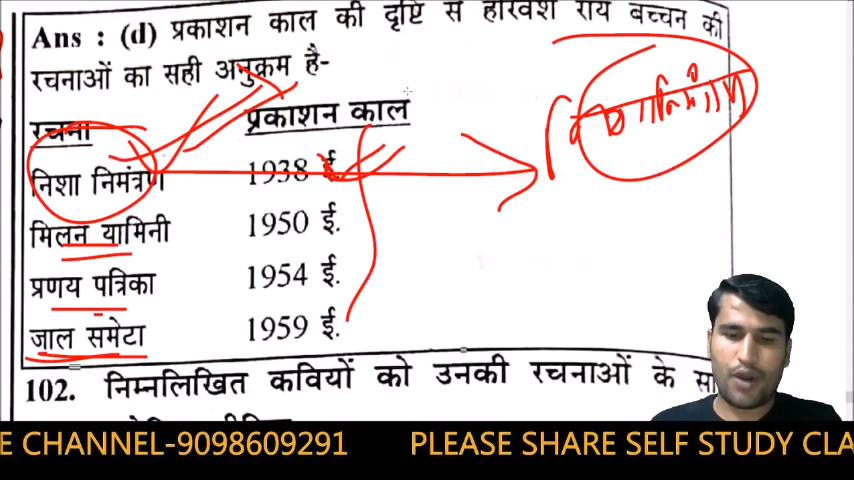 Ans : (d) प्रकाशन काल की दृष्टि से हरिवंश राय बच्चन की
रचनाओं का सही अनुक्रम है-
रचना प्रकाशन काल
निशा निमंत्रण 1938 ई.
मिलन यामिनी 1950 ई.
प्रणय पत्रिका 1954 ई.
जाल समेटा 1959 ई.
102. निम्नलिखित कवियों को उनकी रचनाओं के
E CHANNEL-9098609291 PLEASE SHARE SELF STUDY CLA